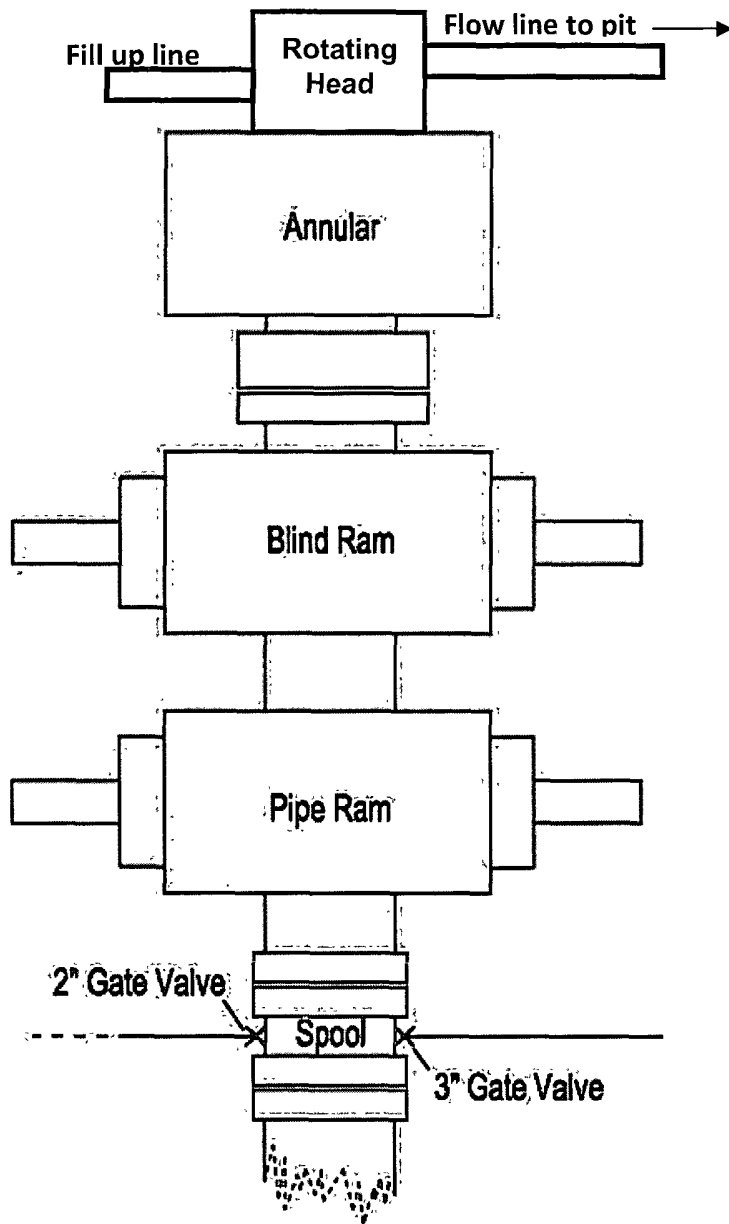 Flow line to pit
Fill up line
Rotating
Head
Annular
Blind Ram
Pipe Ram
2" Gate Valve
Spool
3" Gate Valve